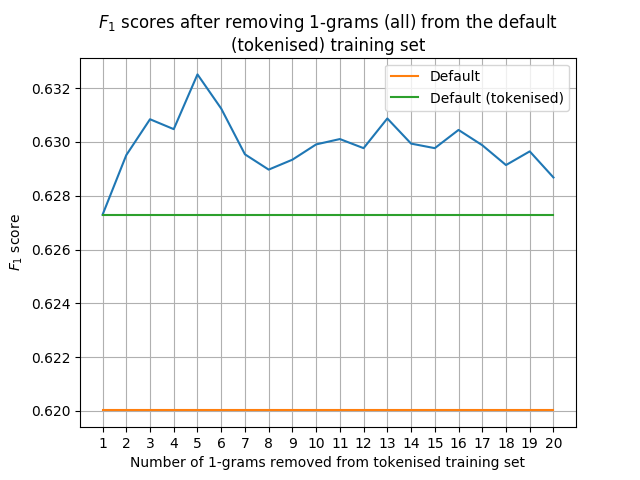 F₁ scores after removing 1-grams (all) from the default
(tokenised) training set
Default
Default (tokenised)
0.632
0.630
0.628
0.626
0.624
0.622
0.620
F₁ score
1 2 3 4 5 6 7 8 9 10 11 12 13 14 15 16 17 18 19 20
Number of 1-grams removed from tokenised training set